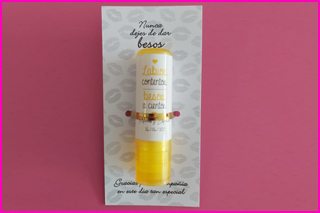 Nunca
dejes de dar
besos
labios
contentos
besos
a cientos
Gracias
en este día tan especial